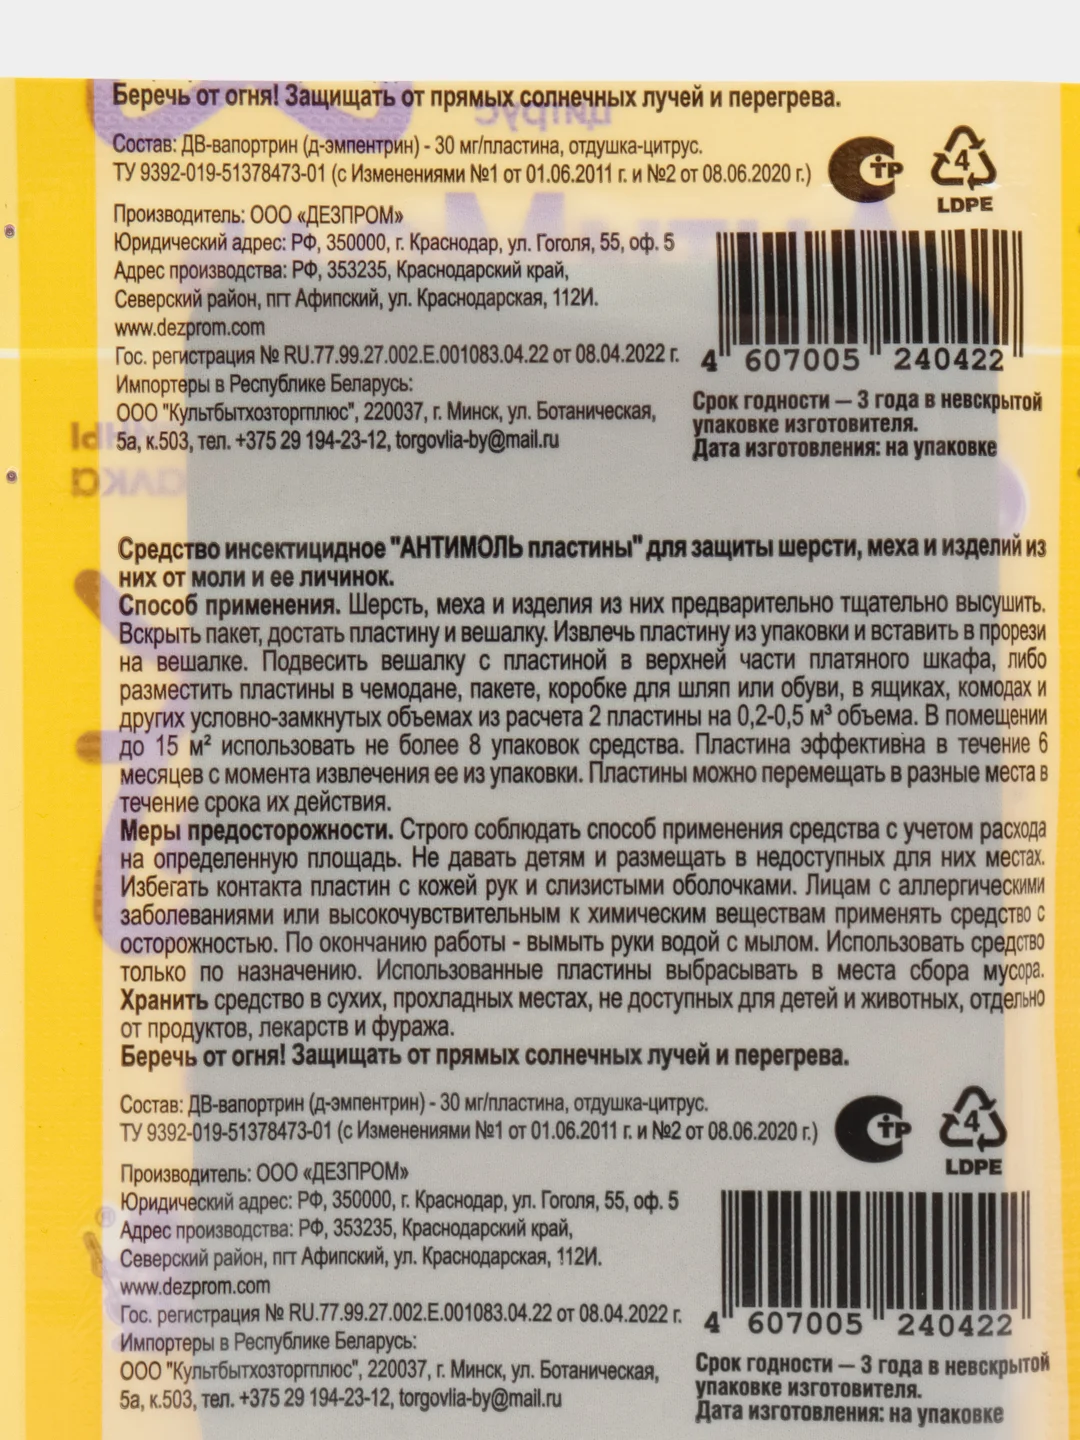 цитрус
Беречь от огня! Защищать от прямых солнечных лучей и перегрева.
Состав: ДВ-вапортрин (д-эмпентрин) - 30 мг/пластина, отдушка-цитрус.
ТУ 9392-019-51378473-01 (с Изменениями №1 от 01.06.2011 г. и №2 от 08.06.2020 г.)
СТР
4
LDPE
Производитель: ООО «ДЕЗПРОМ»
Юридический адрес: РФ, 350000, г. Краснодар, ул. Гоголя, 55, оф. 5
Адрес производства: РФ, 353235, Краснодарский край,
Северский район, пгт Афипский, ул. Краснодарская, 112И.
www.dezprom.com
Гос. регистрация № RU.77.99.27.002.Е.001083.04.22 от 08.04.2022 г.
Импортеры в Республике Беларусь:
ООО "Культбытхозторгплюс", 220037, г. Минск, ул. Ботаническая,
5а, к.503, тел. +375 29 194-23-12, torgovlia-by@mail.ru
4 607005 240422
Срок годности — 3 года в невскрытой
упаковке изготовителя.
Дата изготовления: на упаковке
Средство инсектицидное "АНТИМОЛЬ пластины" для защиты шерсти, меха и изделий из
них от моли и ее личинок.
Способ применения. Шерсть, меха и изделия из них предварительно тщательно высушить.
Вскрыть пакет, достать пластину и вешалку. Извлечь пластину из упаковки и вставить в прорези
на вешалке. Подвесить вешалку с пластиной в верхней части платяного шкафа, либо
разместить пластины в чемодане, пакете, коробке для шляп или обуви, в ящиках, комодах и
других условно-замкнутых объемах из расчета 2 пластины на 0,2-0,5 м³ объема. В помещении
до 15 м² использовать не более 8 упаковок средства. Пластина эффективна в течение 6
месяцев с момента извлечения ее из упаковки. Пластины можно перемещать в разные места в
течение срока их действия.
Меры предосторожности. Строго соблюдать способ применения средства с учетом расхода
на определенную площадь. Не давать детям и размещать в недоступных для них местах.
Избегать контакта пластин с кожей рук и слизистыми оболочками. Лицам с аллергическими
заболеваниями или высокочувствительным к химическим веществам применять средство с
осторожностью. По окончанию работы - вымыть руки водой с мылом. Использовать средство
только по назначению. Использованные пластины выбрасывать в места сбора мусора.
Хранить средство в сухих, прохладных местах, не доступных для детей и животных, отдельно
от продуктов, лекарств и фуража.
Беречь от огня! Защищать от прямых солнечных лучей и перегрева.
Состав: ДВ-вапортрин (д-эмпентрин) - 30 мг/пластина, отдушка-цитрус.
ТУ 9392-019-51378473-01 (с Изменениями №1 от 01.06.2011 г. и №2 от 08.06.2020 г.)
СТР
4
LDPE
Производитель: ООО «ДЕЗПРОМ»
Юридический адрес: РФ, 350000, г. Краснодар, ул. Гоголя, 55, оф. 5
Адрес производства: РФ, 353235, Краснодарский край,
Северский район, пгт Афипский, ул. Краснодарская, 112И.
www.dezprom.com
Гос. регистрация № RU.77.99.27.002.Е.001083.04.22 от 08.04.2022 г.
Импортеры в Республике Беларусь:
ООО "Культбытхозторгплюс", 220037, г. Минск, ул. Ботаническая,
5а, к.503, тел. +375 29 194-23-12, torgovlia-by@mail.ru
4 607005 240422
Срок годности — 3 года в невскрытой
упаковке изготовителя.
Дата изготовления: на упаковке